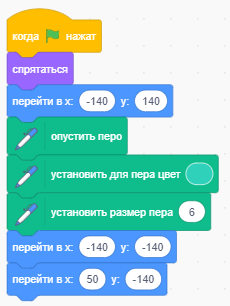 когда нажат
спрятаться
перейти в x: -140 y: 140
опустить перо
установить для пера цвет
установить размер пера 6
перейти в x: -140 y: -140
перейти в x: 50 y: -140